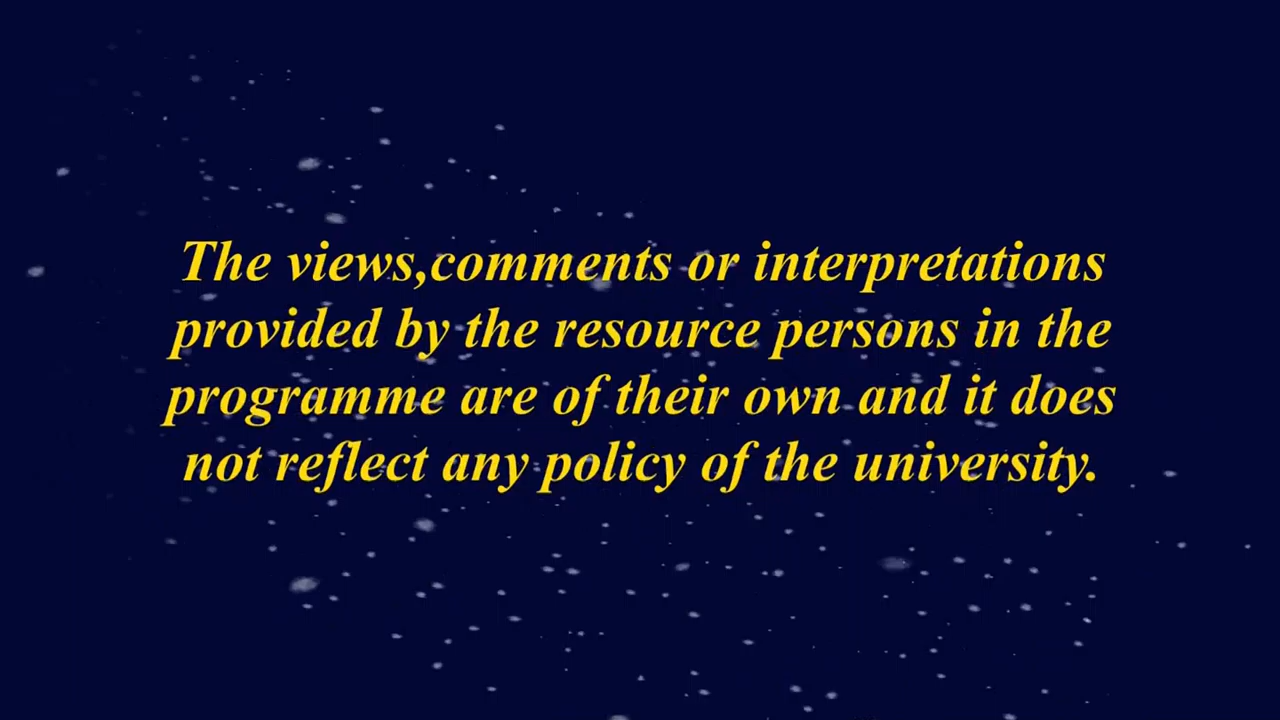 The views,comments or interpretations
provided by the resource persons in the
programme are of their own and it does
not reflect any policy of the university.